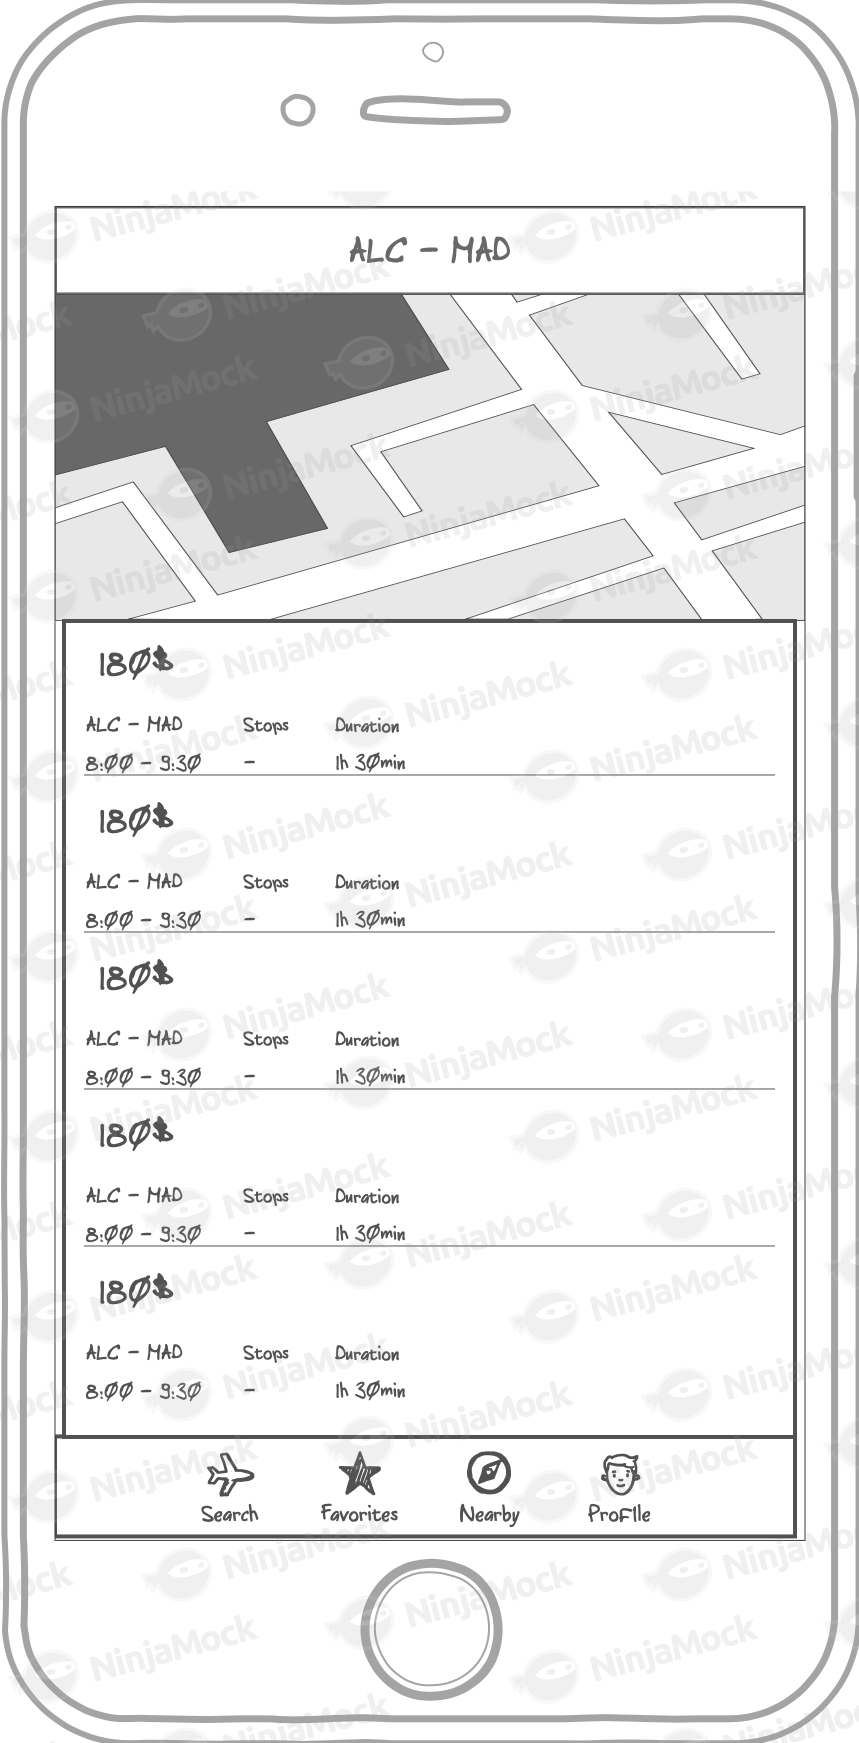 ALC - MAD
180$
ALC - MAD Stops Duration
8:00 - 9:30 - 1h 30min
180$
ALC - MAD Stops Duration
8:00 - 9:30 - 1h 30min
180$
ALC - MAD Stops Duration
8:00 - 9:30 - 1h 30min
180$
ALC - MAD Stops Duration
8:00 - 9:30 - 1h 30min
180$
ALC - MAD Stops Duration
8:00 - 9:30 - 1h 30min
Search Favorites Nearby Profile
NinjaMock